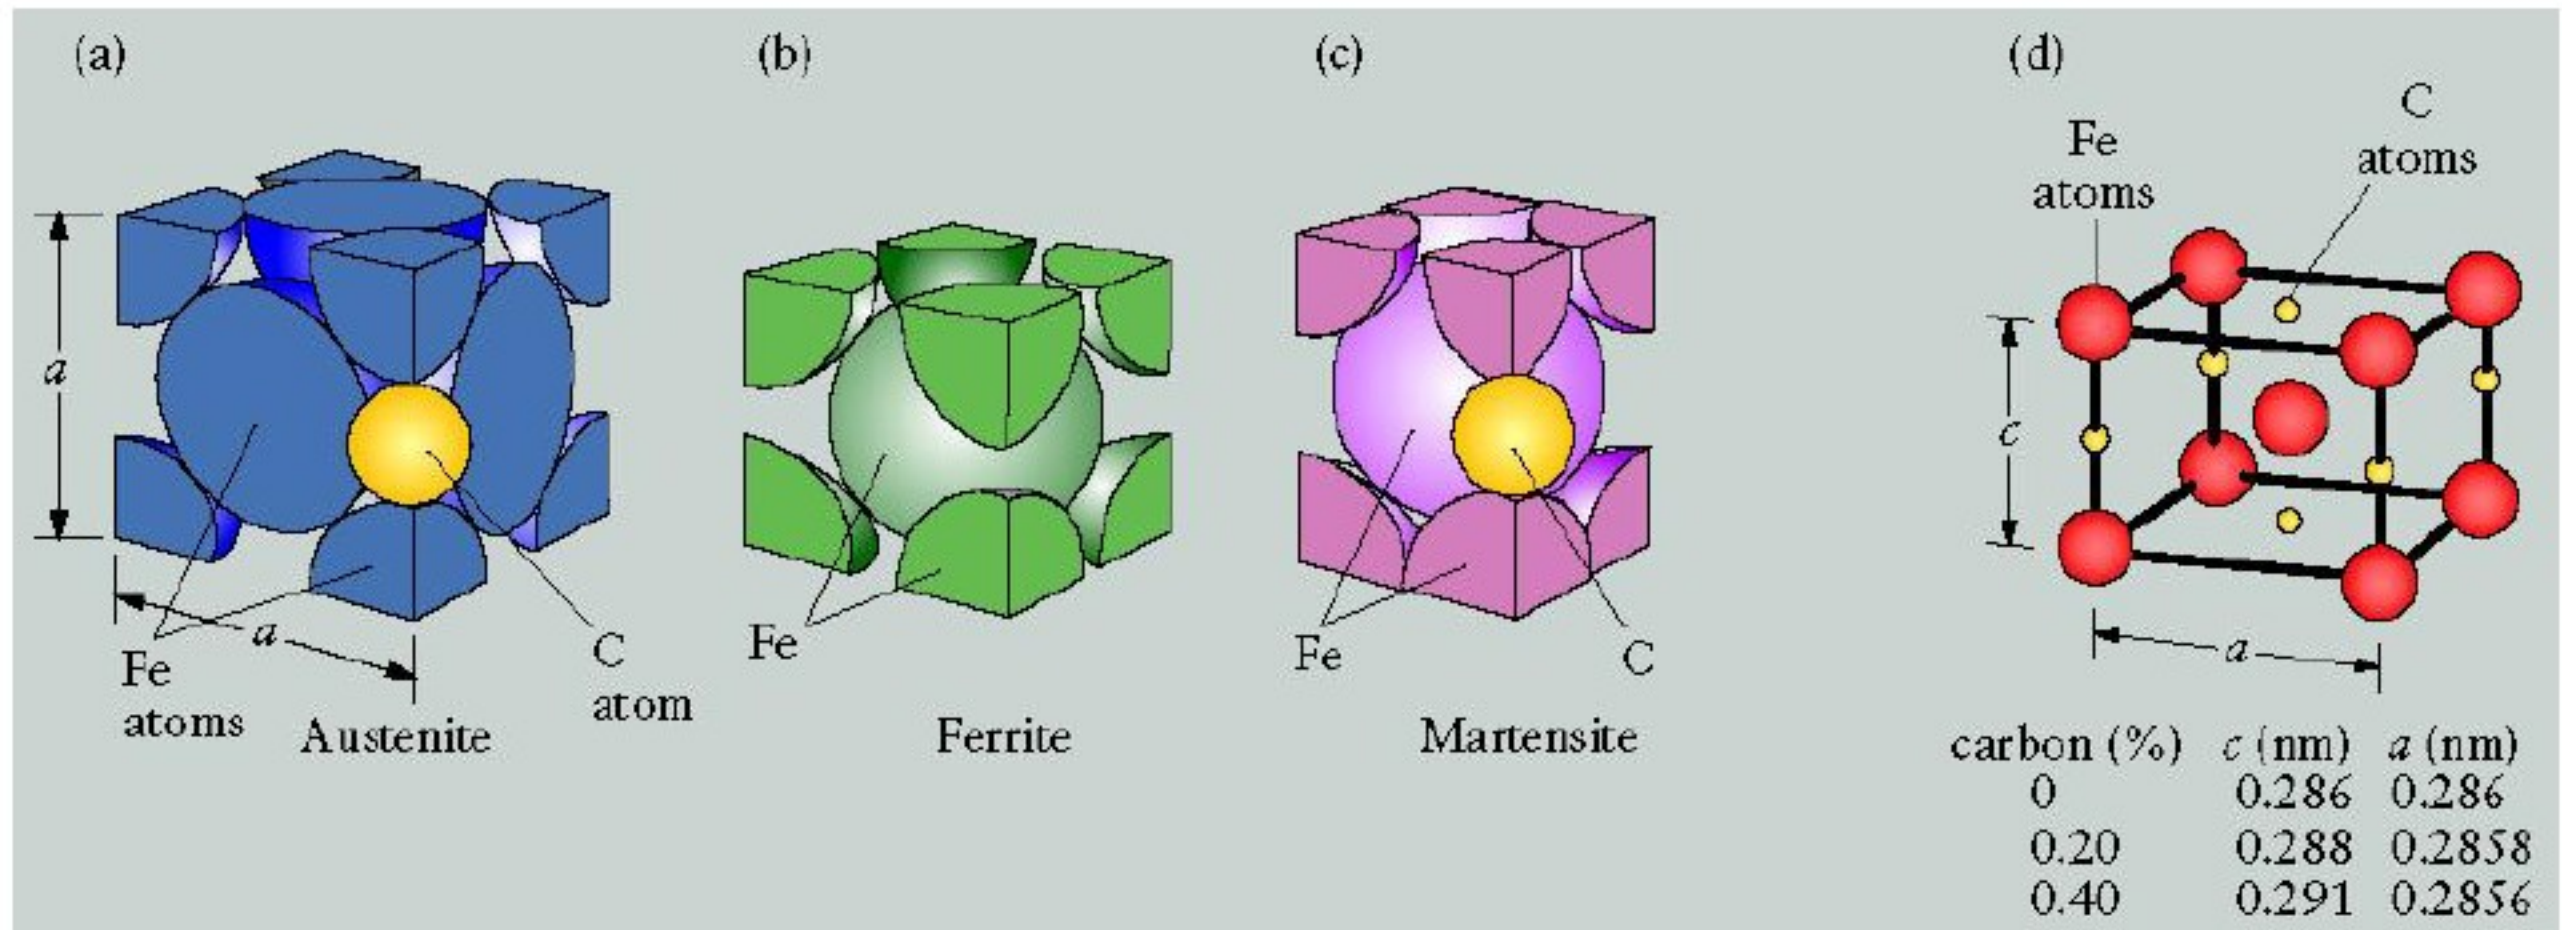 (a)
a
a
Fe
atoms
C
atom
Austenite
(b)
Fe
Ferrite
(c)
Fe
C
Martensite
(d)
Fe
atoms
C
atoms
c
a
carbon (%) c (nm) a (nm)
0 0.286 0.286
0.20 0.288 0.2858
0.40 0.291 0.2856